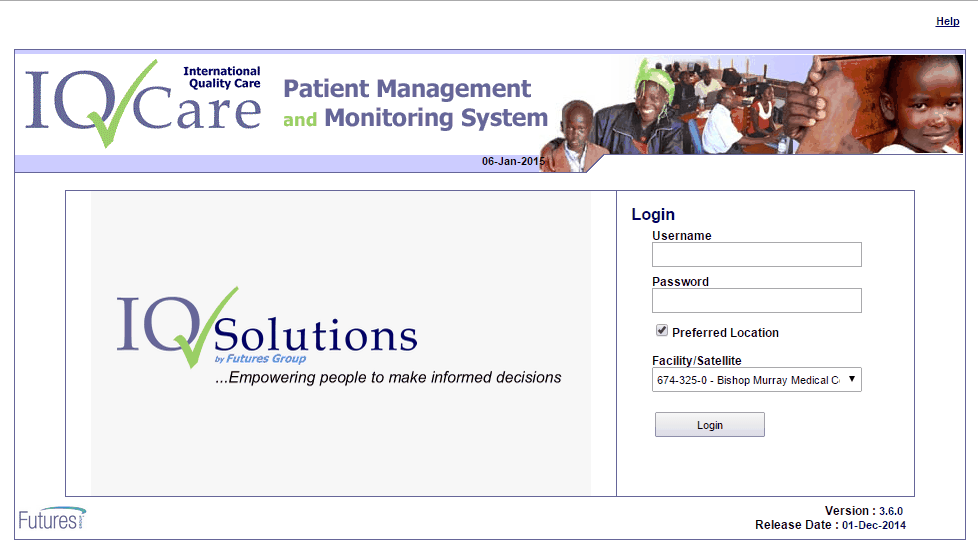 Help
IQCare
International
Quality Care
Patient Management
and Monitoring System
06-Jan-2015
IQSolutions
by Futures Group
...Empowering people to make informed decisions
Login
Username
Password
Preferred Location
Facility/Satellite
674-325-0 - Bishop Murray Medical C
Login
Futures
Version : 3.6.0
Release Date : 01-Dec-2014